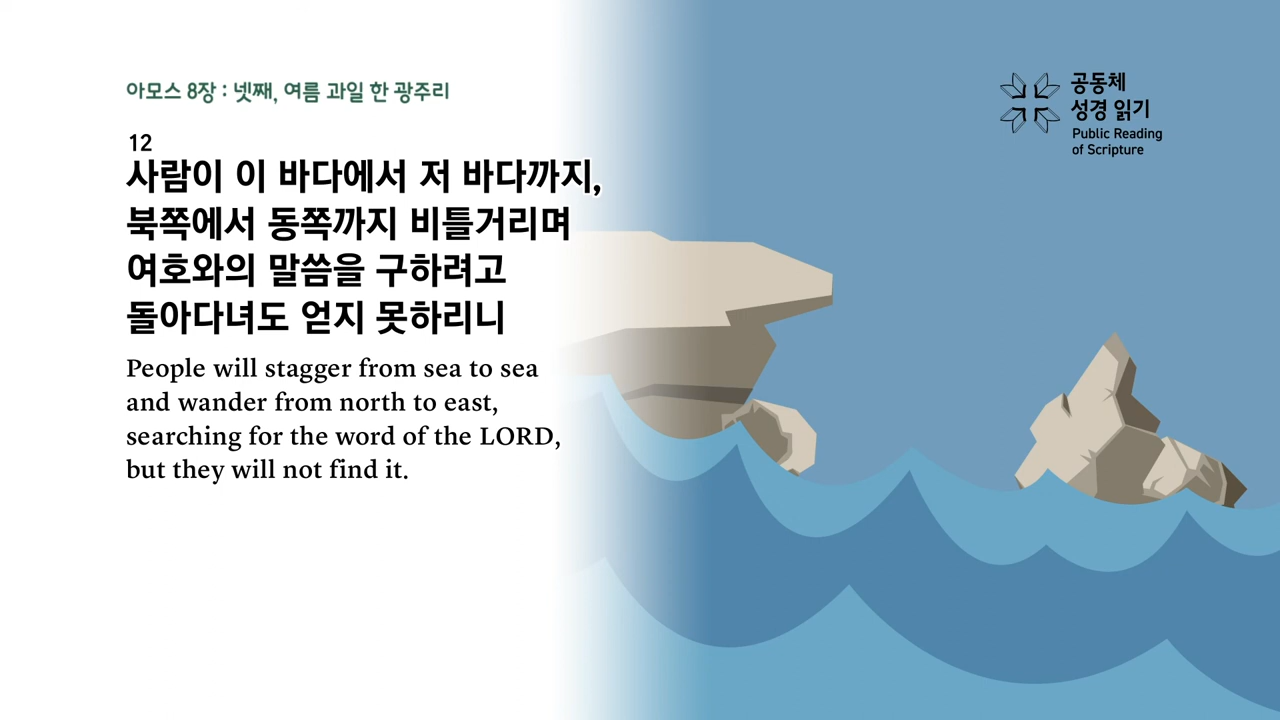 아모스 8장 : 넷째, 여름 과일 한 광주리
12
사람이 이 바다에서 저 바다까지,
북쪽에서 동쪽까지 비틀거리며
여호와의 말씀을 구하려고
돌아다녀도 얻지 못하리니
People will stagger from sea to sea
and wander from north to east,
searching for the word of the LORD,
but they will not find it.
공동체
성경 읽기
Public Reading
of Scripture